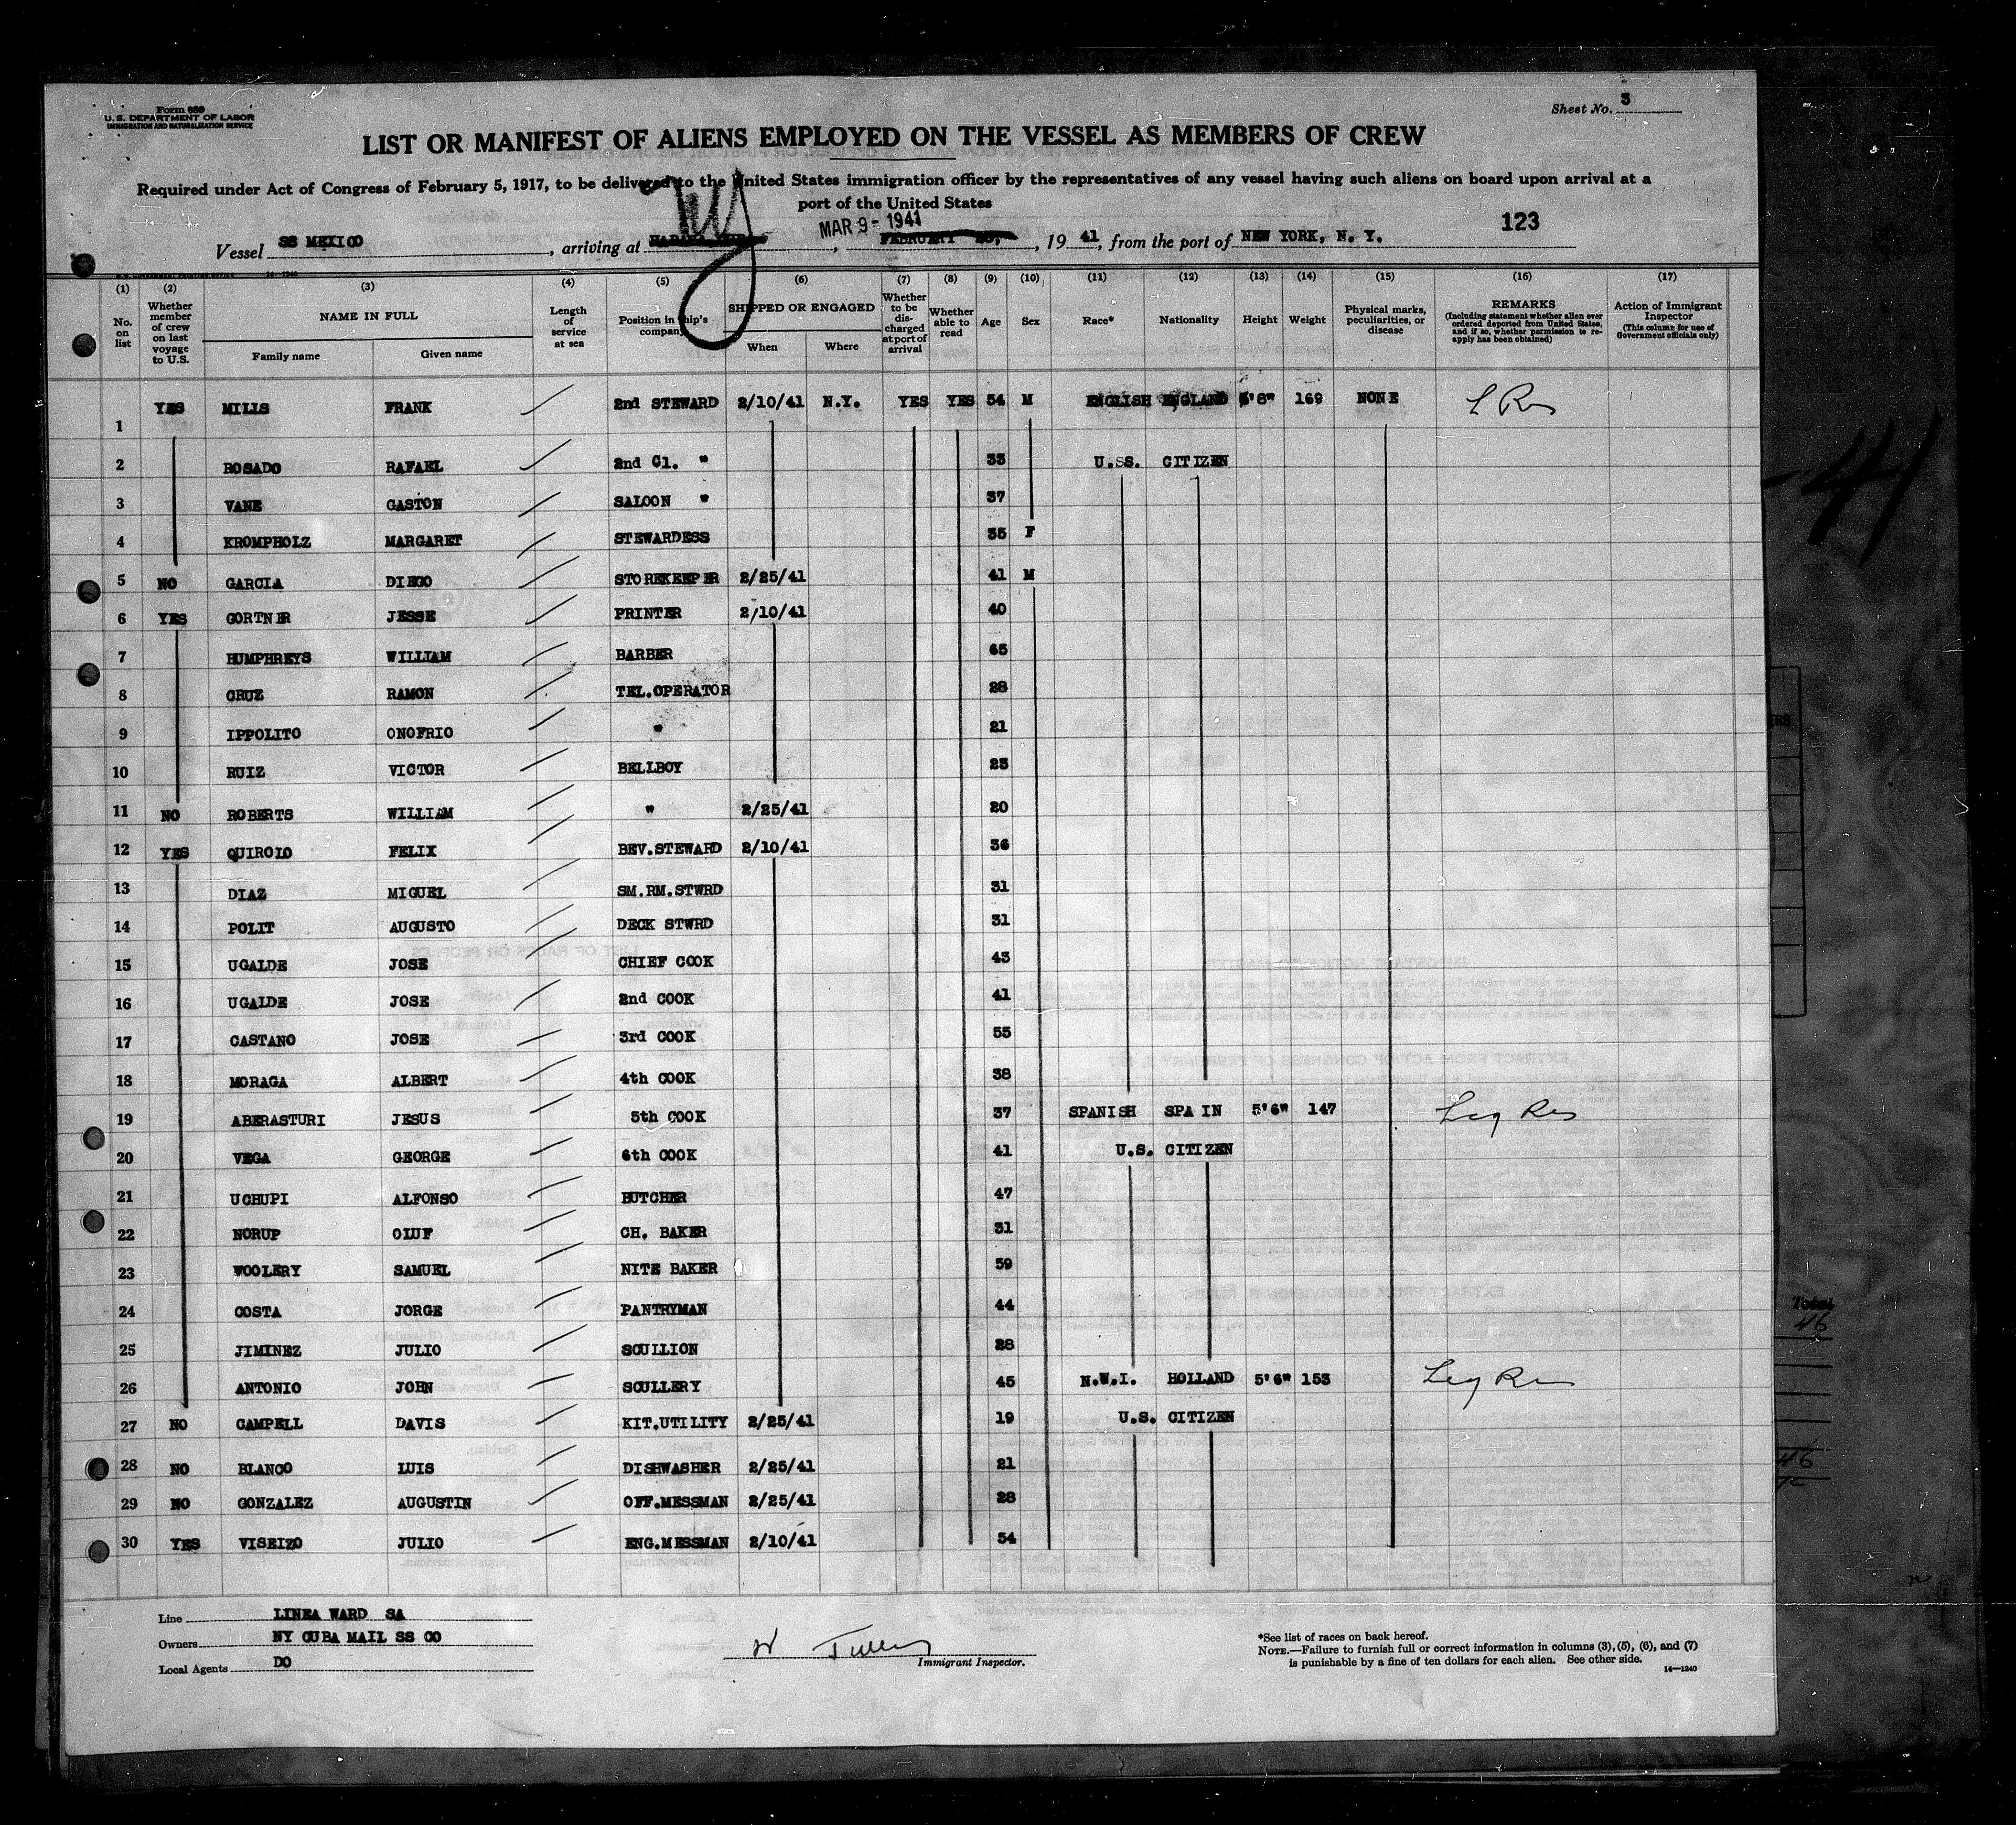 Form 680
U. S. DEPARTMENT OF LABOR
IMMIGRATION AND NATURALIZATION SERVICE
Sheet No. 3
LIST OR MANIFEST OF ALIENS EMPLOYED ON THE VESSEL AS MEMBERS OF CREW
Required under Act of Congress of February 5, 1917, to be delivered to the United States immigration officer by the representatives of any vessel having such aliens on board upon arrival at a
port of the United States
MAR 9 - 1941
123
Vessel SS MEXICO, arriving at NY, FEBRUARY, 19 41, from the port of NEW YORK, N. Y.
(1) (2) (3) (4) (5) (6) (7) (8) (9) (10) (11) (12) (13) (14) (15) (16) (17)
No. on list
Whether member of crew on last voyage to U.S.
NAME IN FULL
Family name
Given name
Length of service at sea
Position in ship's company
SHIPPED OR ENGAGED
When
Where
Whether to be discharged at port of arrival
Whether able to read
Age
Sex
Race*
Nationality
Height
Weight
Physical marks, peculiarities, or disease
REMARKS
(Including statement whether alien ever ordered deported from United States, and if so, whether permission to reapply has been obtained)
Action of Immigrant Inspector
(This column for use of Government officials only)
1 YES MILLS FRANK 2nd STEWARD 2/10/41 N.Y. YES YES 54 M ENGLISH ENGLAND 5'8" 169 NONE L Res
2 ROSADO RAFAEL 2nd Cl. " 33 U.SS. CITIZEN
3 VANE GASTON SALOON " 37
4 KROMPHOLZ MARGARET STEWARDESS 35 F
5 NO GARCIA DIEGO STOREKEEPER 2/25/41 41 M
6 YES GORTNER JESSE PRINTER 2/10/41 40
7 HUMPHREYS WILLIAM BARBER 65
8 CRUZ RAMON TEL.OPERATOR 28
9 IPPOLITO ONOFRIO " 21
10 RUIZ VICTOR BELLBOY 23
11 NO ROBERTS WILLIAM " 2/25/41 20
12 YES QUIROLO FELIX BEV.STEWARD 2/10/41 36
13 DIAZ MIGUEL SM.RM.STWRD 31
14 POLIT AUGUSTO DECK STWRD 31
15 UGALDE JOSE CHIEF COOK 43
16 UGALDE JOSE 2nd COOK 41
17 CASTANO JOSE 3rd COOK 55
18 MORAGA ALBERT 4th COOK 38
19 ABERASTURI JESUS 5th COOK 37 SPANISH SPAIN 5'6" 147 Leg Res
20 VEGA GEORGE 6th COOK 41 U.S. CITIZEN
21 UCHUPI ALFONSO BUTCHER 47
22 NORUP OLUF CH. BAKER 31
23 WOOLERY SAMUEL NITE BAKER 59
24 COSTA JORGE PANTRYMAN 44
25 JIMINEZ JULIO SCULLION 28
26 ANTONIO JOHN SCULLERY 45 N.W.I. HOLLAND 5'6" 153 Leg Res
27 NO CAMPELL DAVIS KIT.UTILITY 2/25/41 19 U.S. CITIZEN
28 NO BLANCO LUIS DISHWASHER 2/25/41 21
29 NO GONZALEZ AUGUSTIN OFF.MESSMAN 2/25/41 28
30 YES VISEIZO JULIO ENG.MESSMAN 2/10/41 54
Line LINEA WARD SA
Owners NY CUBA MAIL SS CO
Local Agents DO
Immigrant Inspector.
*See list of races on back hereof.
NOTE.—Failure to furnish full or correct information in columns (3), (5), (6), and (7)
is punishable by a fine of ten dollars for each alien. See other side.
14—1240
-41
Total
46
46